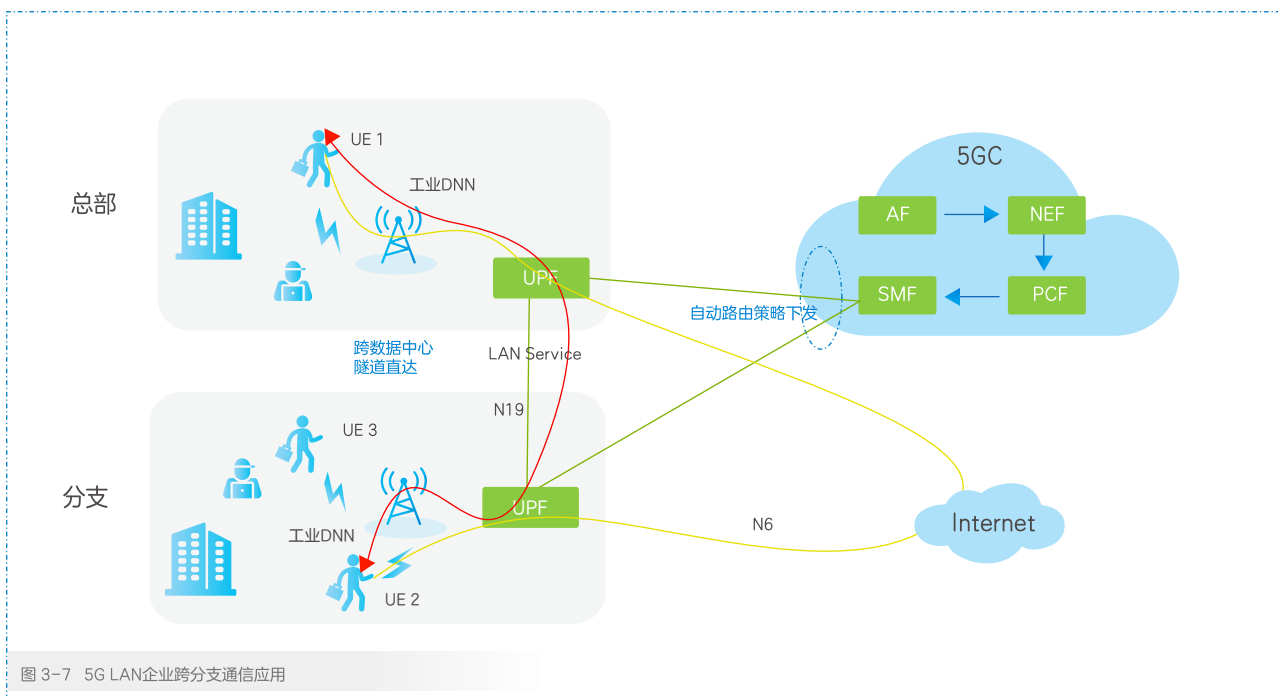 UE 1
5GC
工业DNN
总部
AF
NEF
UPF
SMF
PCF
自动路由策略下发
跨数据中心
隧道直达
LAN Service
N19
UE 3
分支
UPF
N6
Internet
工业DNN
UE 2
图 3-7 5G LAN企业跨分支通信应用